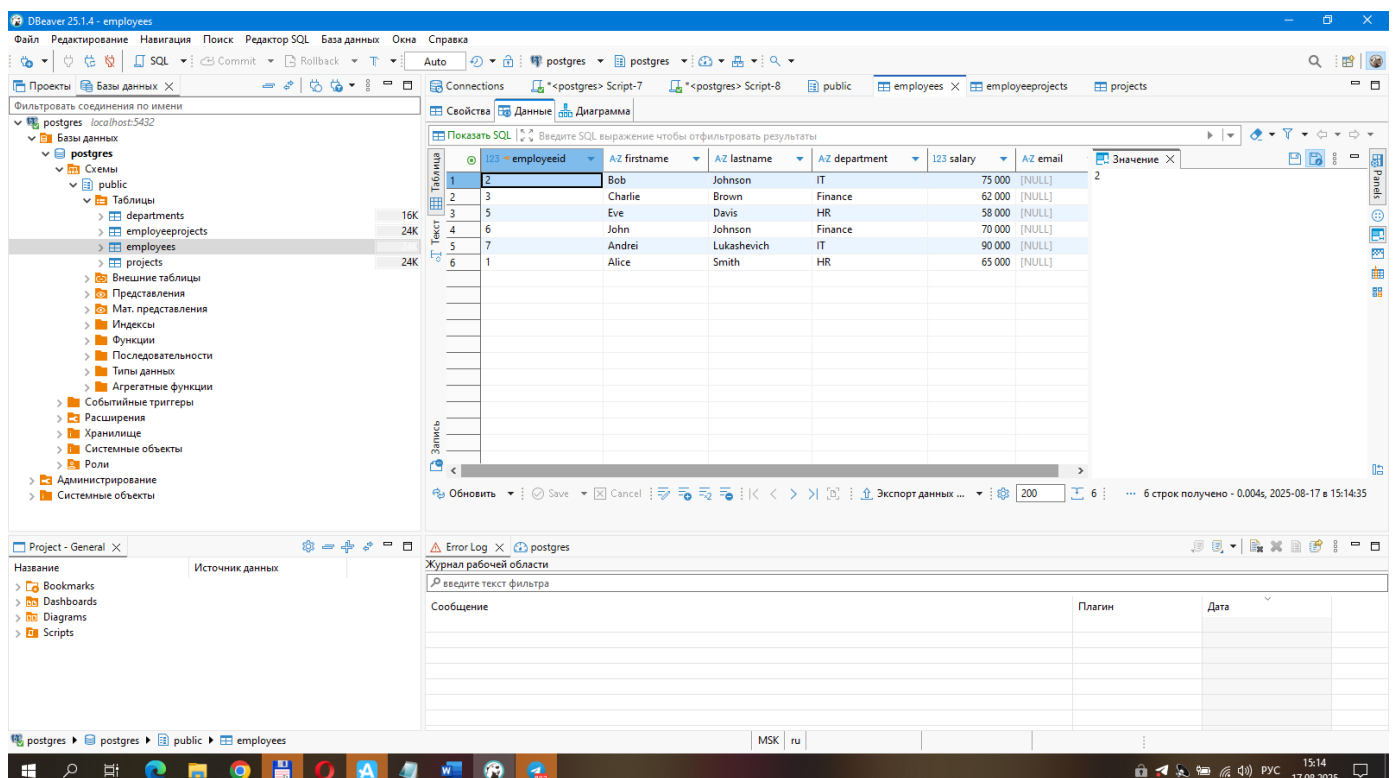 DBeaver 25.1.4 - employees
Файл Редактирование Навигация Поиск Редактор SQL База данных Окна Справка
SQL Commit Rollback T Auto postgres postgres
Проекты Базы данных
Connections *<postgres> Script-7 *<postgres> Script-8 public employees employeeprojects projects
Фильтровать соединения по имени
Свойства Данные Диаграмма
postgres localhost:5432
Базы данных
postgres
Схемы
public
Таблицы
departments 16K
employeeprojects 24K
employees 24K
projects 24K
Внешние таблицы
Представления
Мат. представления
Индексы
Функции
Последовательности
Типы данных
Агрегатные функции
Событийные триггеры
Расширения
Хранилище
Системные объекты
Роли
Администрирование
Системные объекты
Показать SQL Введите SQL выражение чтобы отфильтровать результаты
Таблица
Текст
Запись
123 employeeid A-Z firstname A-Z lastname A-Z department 123 salary A-Z email
1 2 Bob Johnson IT 75 000 [NULL]
2 3 Charlie Brown Finance 62 000 [NULL]
3 5 Eve Davis HR 58 000 [NULL]
4 6 John Johnson Finance 70 000 [NULL]
5 7 Andrei Lukashevich IT 90 000 [NULL]
6 1 Alice Smith HR 65 000 [NULL]
Значение
2
Panels
Обновить Save Cancel Экспорт данных ... 200 6 ... 6 строк получено - 0.004s, 2025-08-17 в 15:14:35
Project - General
Название Источник данных
Bookmarks
Dashboards
Diagrams
Scripts
Error Log postgres
Журнал рабочей области
введите текст фильтра
Сообщение Плагин Дата
postgres postgres public employees
MSK ru
РУС 15:14
17.08.2025